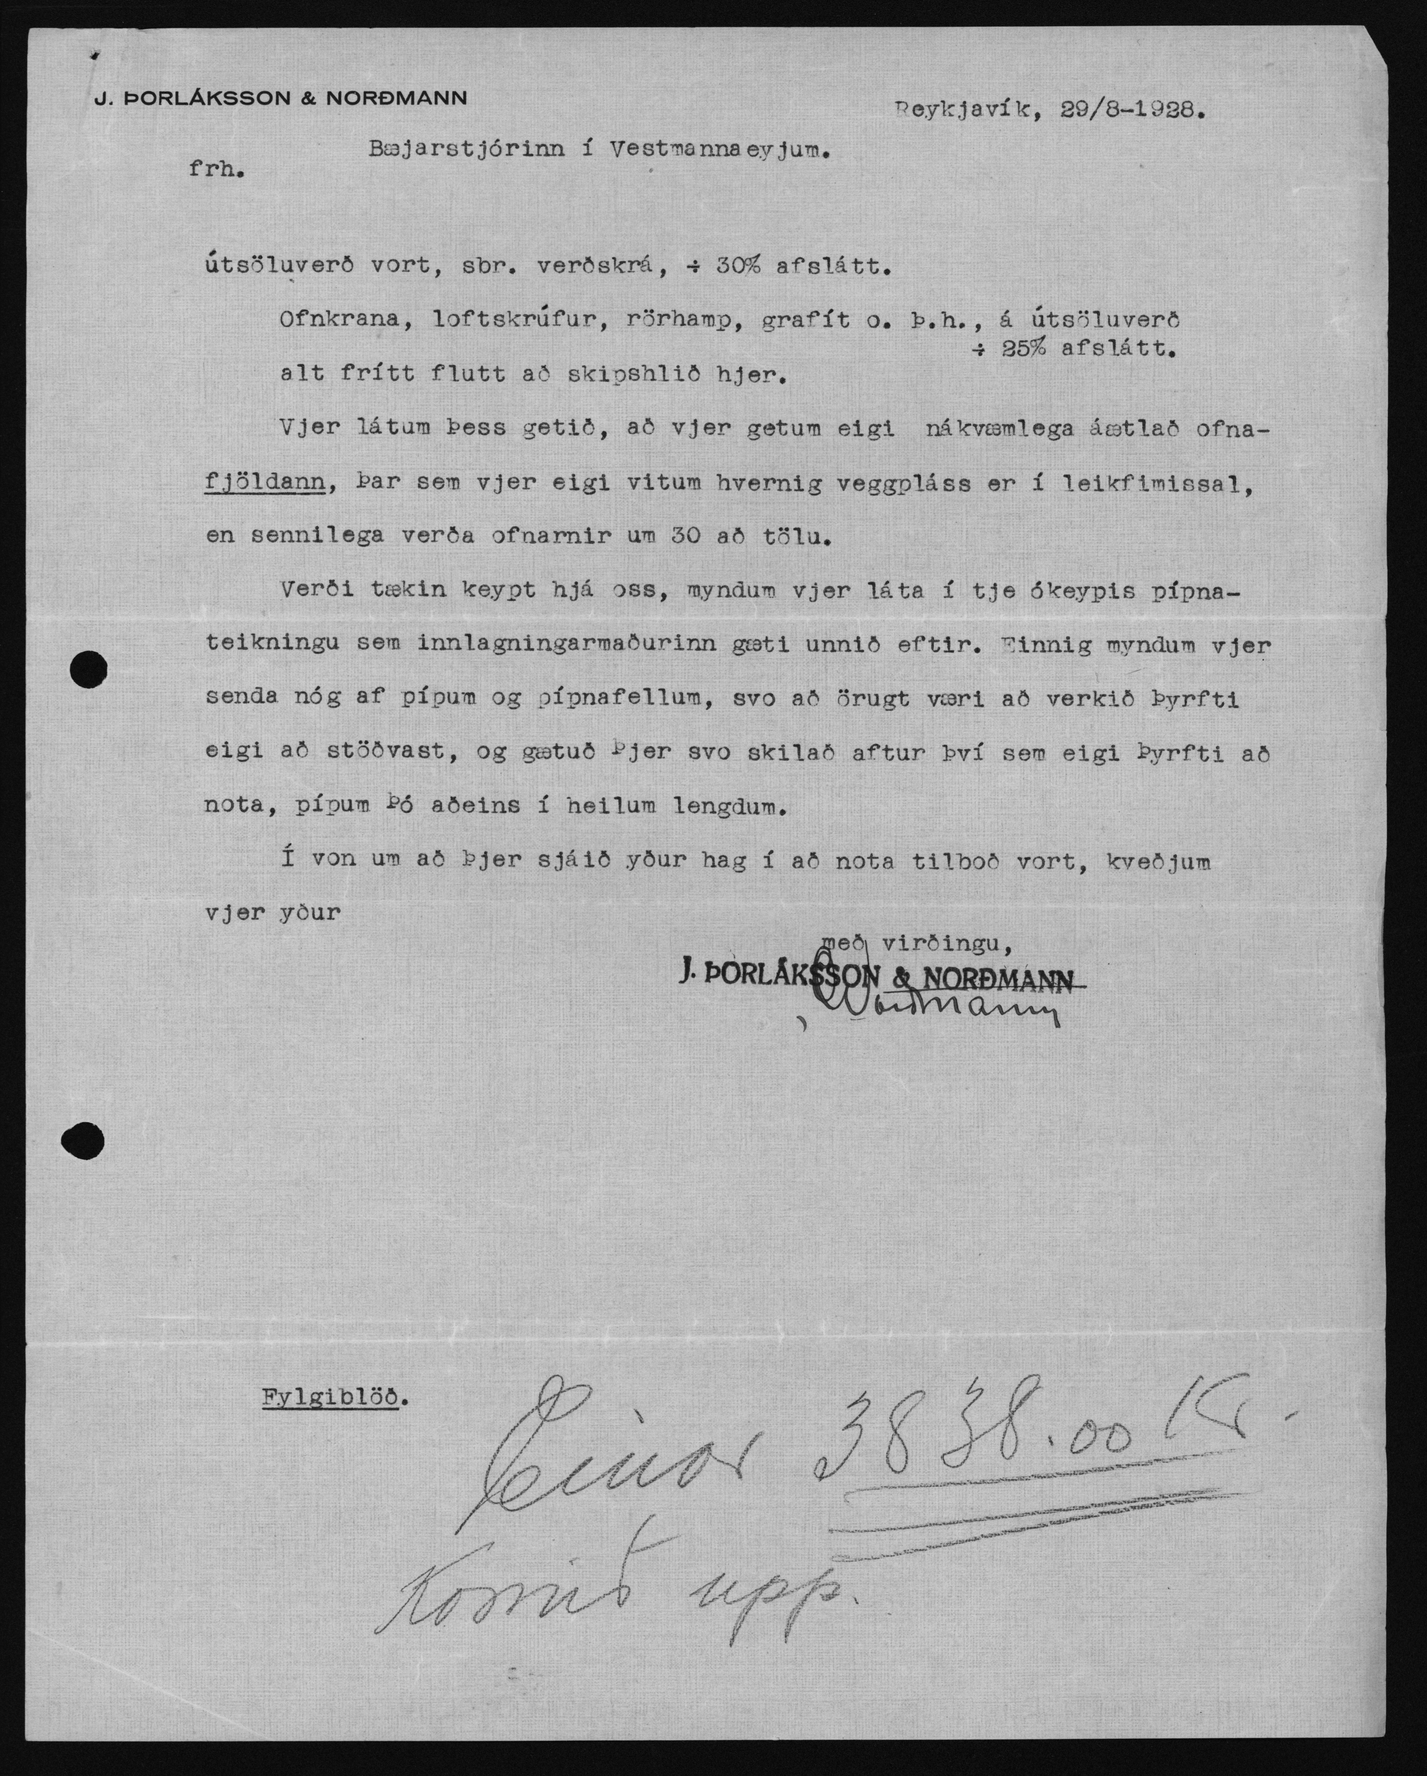 J. ÞORLÁKSSON & NORÐMANN
Reykjavík, 29/8-1928.
Bæjarstjórinn í Vestmannaeyjum.
frh.
útsöluverð vort, sbr. verðskrá, ÷ 30% afslátt.
Ofnkrana, loftskrúfur, rörhamp, grafít o. þ.h., á útsöluverð
÷ 25% afslátt.
alt frítt flutt að skipshlið hjer.
Vjer látum þess getið, að vjer getum eigi nákvæmlega áætlað ofna-
fjöldann, þar sem vjer eigi vitum hvernig veggpláss er í leikfimissal,
en sennilega verða ofnarnir um 30 að tölu.
Verði tækin keypt hjá oss, myndum vjer láta í tje ókeypis pípna-
teikningu sem innlagningarmaðurinn gæti unnið eftir. Einnig myndum vjer
senda nóg af pípum og pípnafellum, svo að örugt væri að verkið þyrfti
eigi að stöðvast, og gætuð þjer svo skilað aftur því sem eigi þyrfti að
nota, pípum þó aðeins í heilum lengdum.
Í von um að þjer sjáið yður hag í að nota tilboð vort, kveðjum
vjer yður
með virðingu,
J. ÞORLÁKSSON & NORÐMANN
Norðmann
Fylgiblöð.
Einar 3838.00 Kr.
Komið upp.